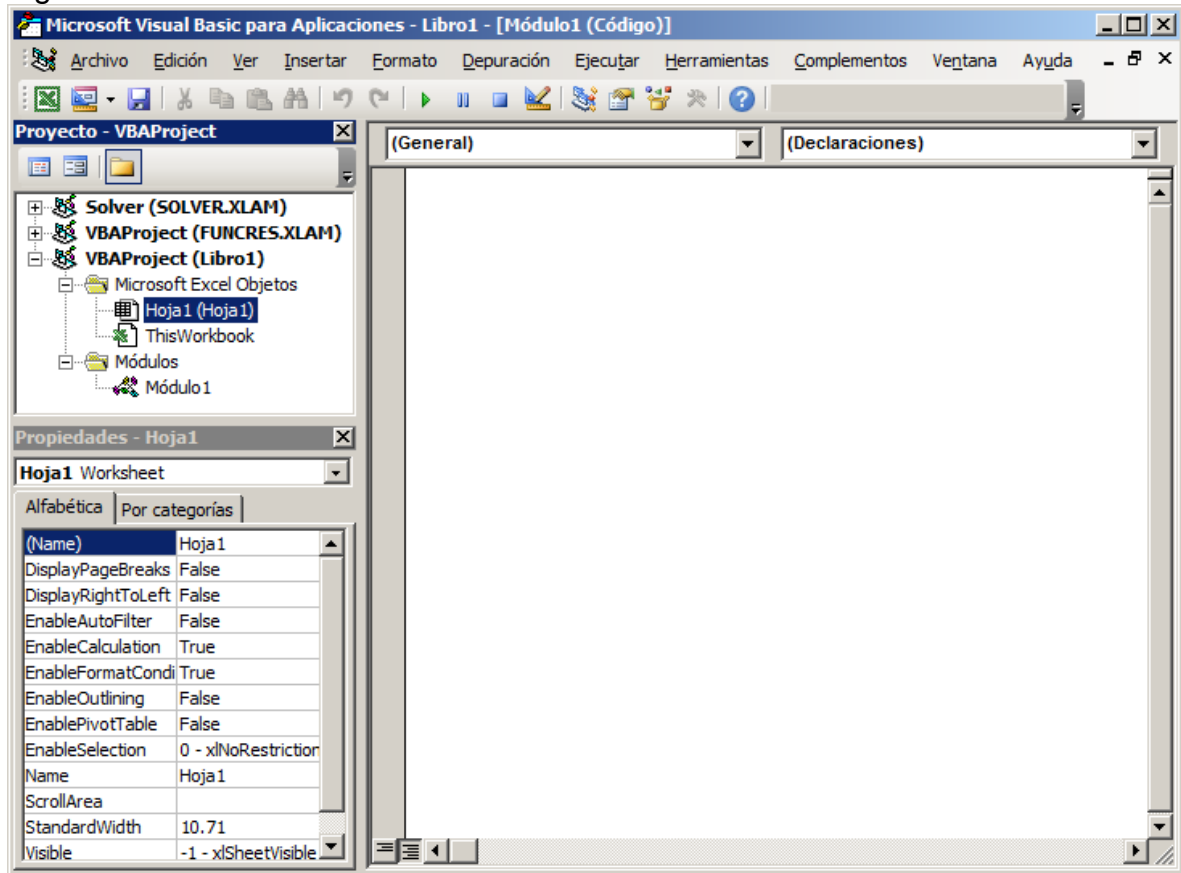 Microsoft Visual Basic para Aplicaciones - Libro1 - [Módulo1 (Código)]
Archivo Edición Ver Insertar Formato Depuración Ejecutar Herramientas Complementos Ventana Ayuda
Proyecto - VBAProject
(General) (Declaraciones)
Solver (SOLVER.XLAM)
VBAProject (FUNCRES.XLAM)
VBAProject (Libro1)
Microsoft Excel Objetos
Hoja1 (Hoja1)
ThisWorkbook
Módulos
Módulo1
Propiedades - Hoja1
Hoja1 Worksheet
Alfabética Por categorías
(Name) Hoja1
DisplayPageBreaks False
DisplayRightToLeft False
EnableAutoFilter False
EnableCalculation True
EnableFormatCondi True
EnableOutlining False
EnablePivotTable False
EnableSelection 0 - xlNoRestriction
Name Hoja1
ScrollArea
StandardWidth 10.71
Visible -1 - xlSheetVisible